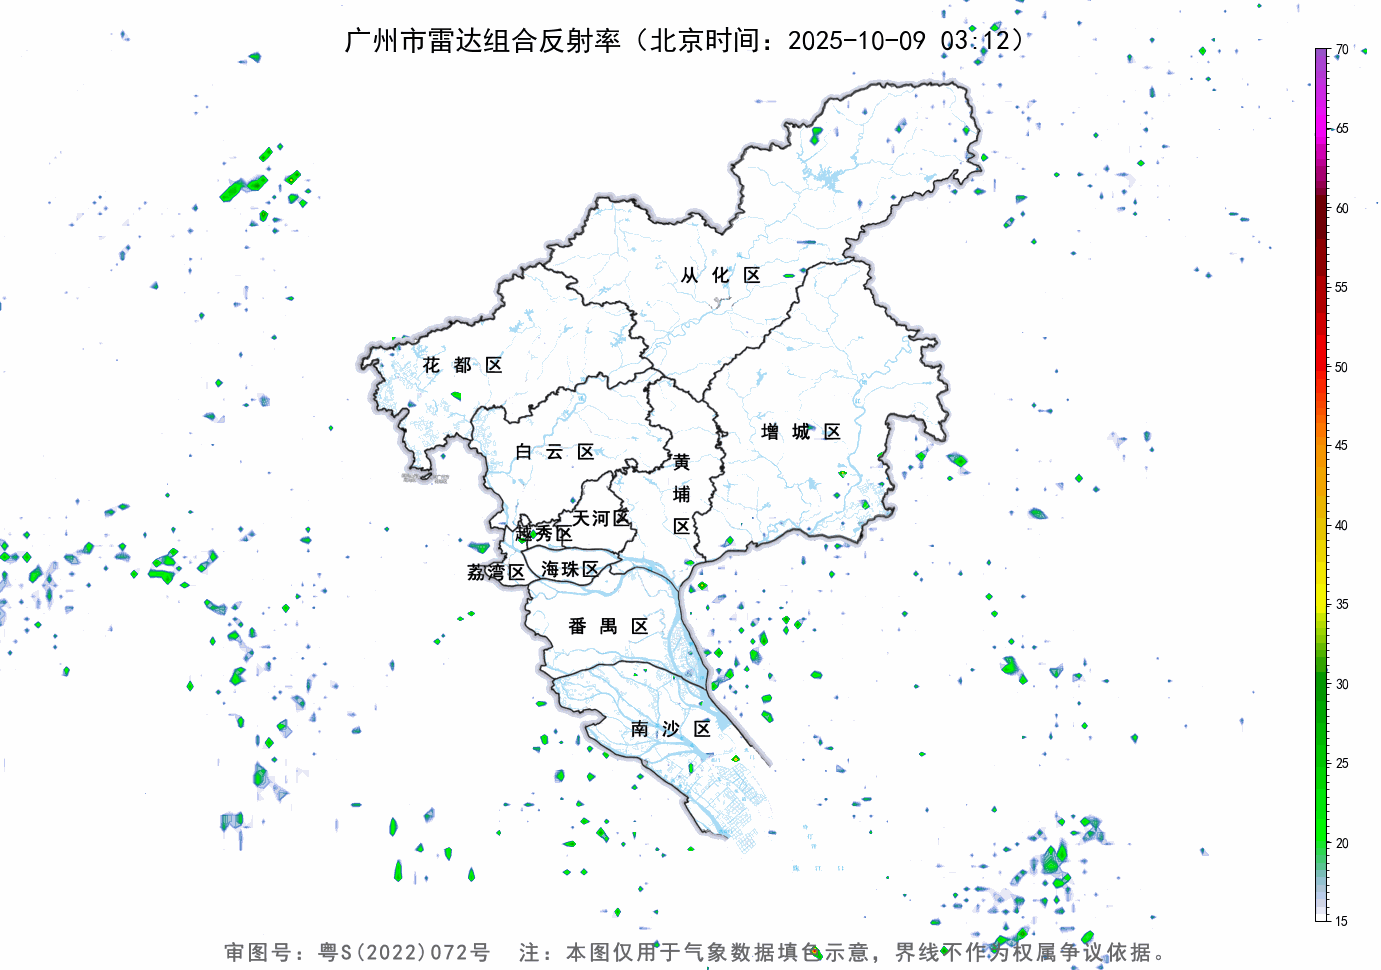 广州市雷达组合反射率（北京时间：2025-10-09 03:12）
70
65
60
55
50
45
40
35
30
25
20
15
从化区
花都区
增城区
白云区
黄埔区
天河区
越秀区
荔湾区
海珠区
番禺区
南沙区
审图号：粤S(2022)072号 注：本图仅用于气象数据填色示意，界线不作为权属争议依据。